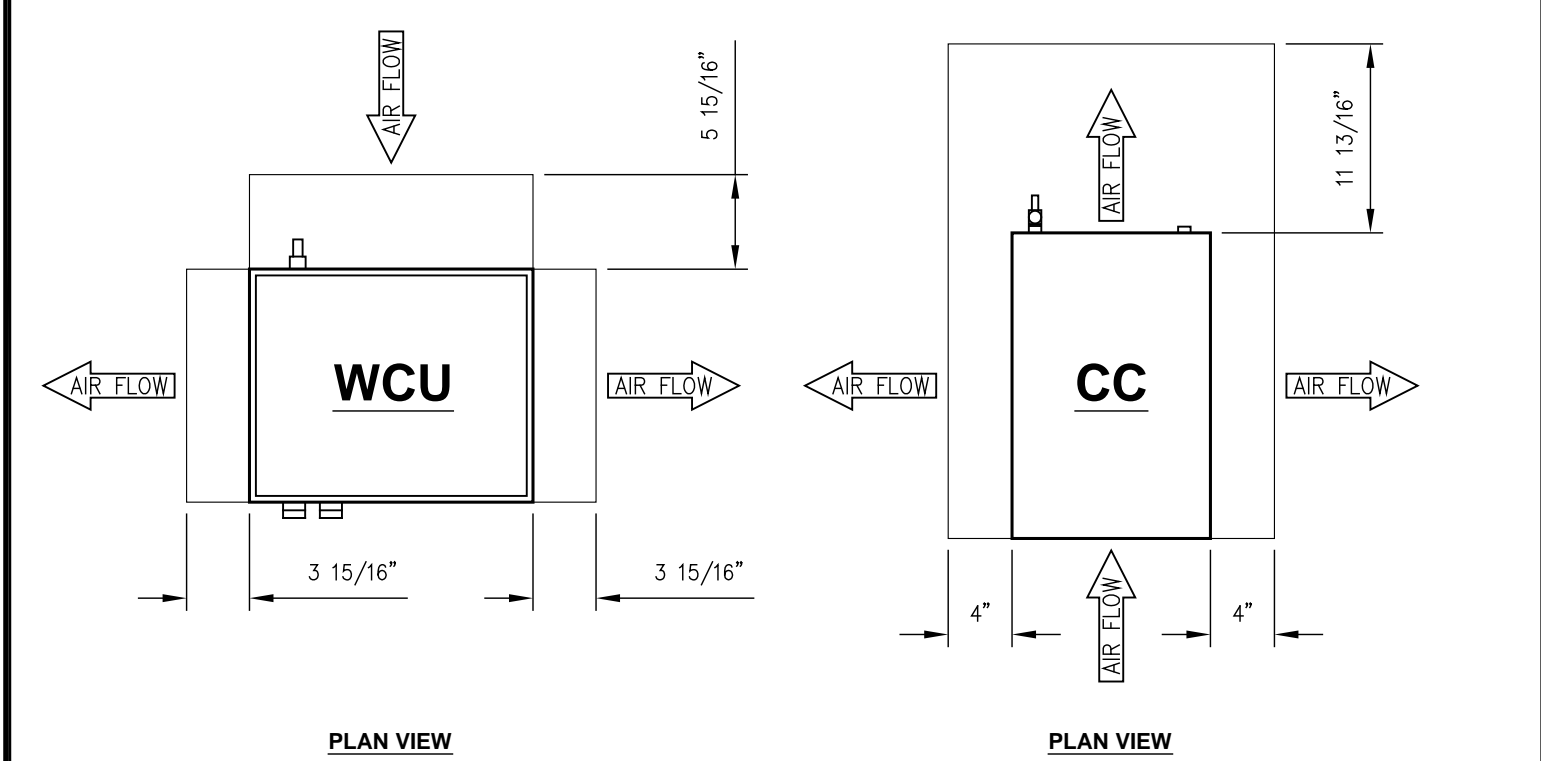 AIR FLOW
5 15/16”
AIR FLOW
WCU
AIR FLOW
3 15/16”
3 15/16”
PLAN VIEW
11 13/16”
AIR FLOW
AIR FLOW
CC
AIR FLOW
4”
4”
AIR FLOW
PLAN VIEW